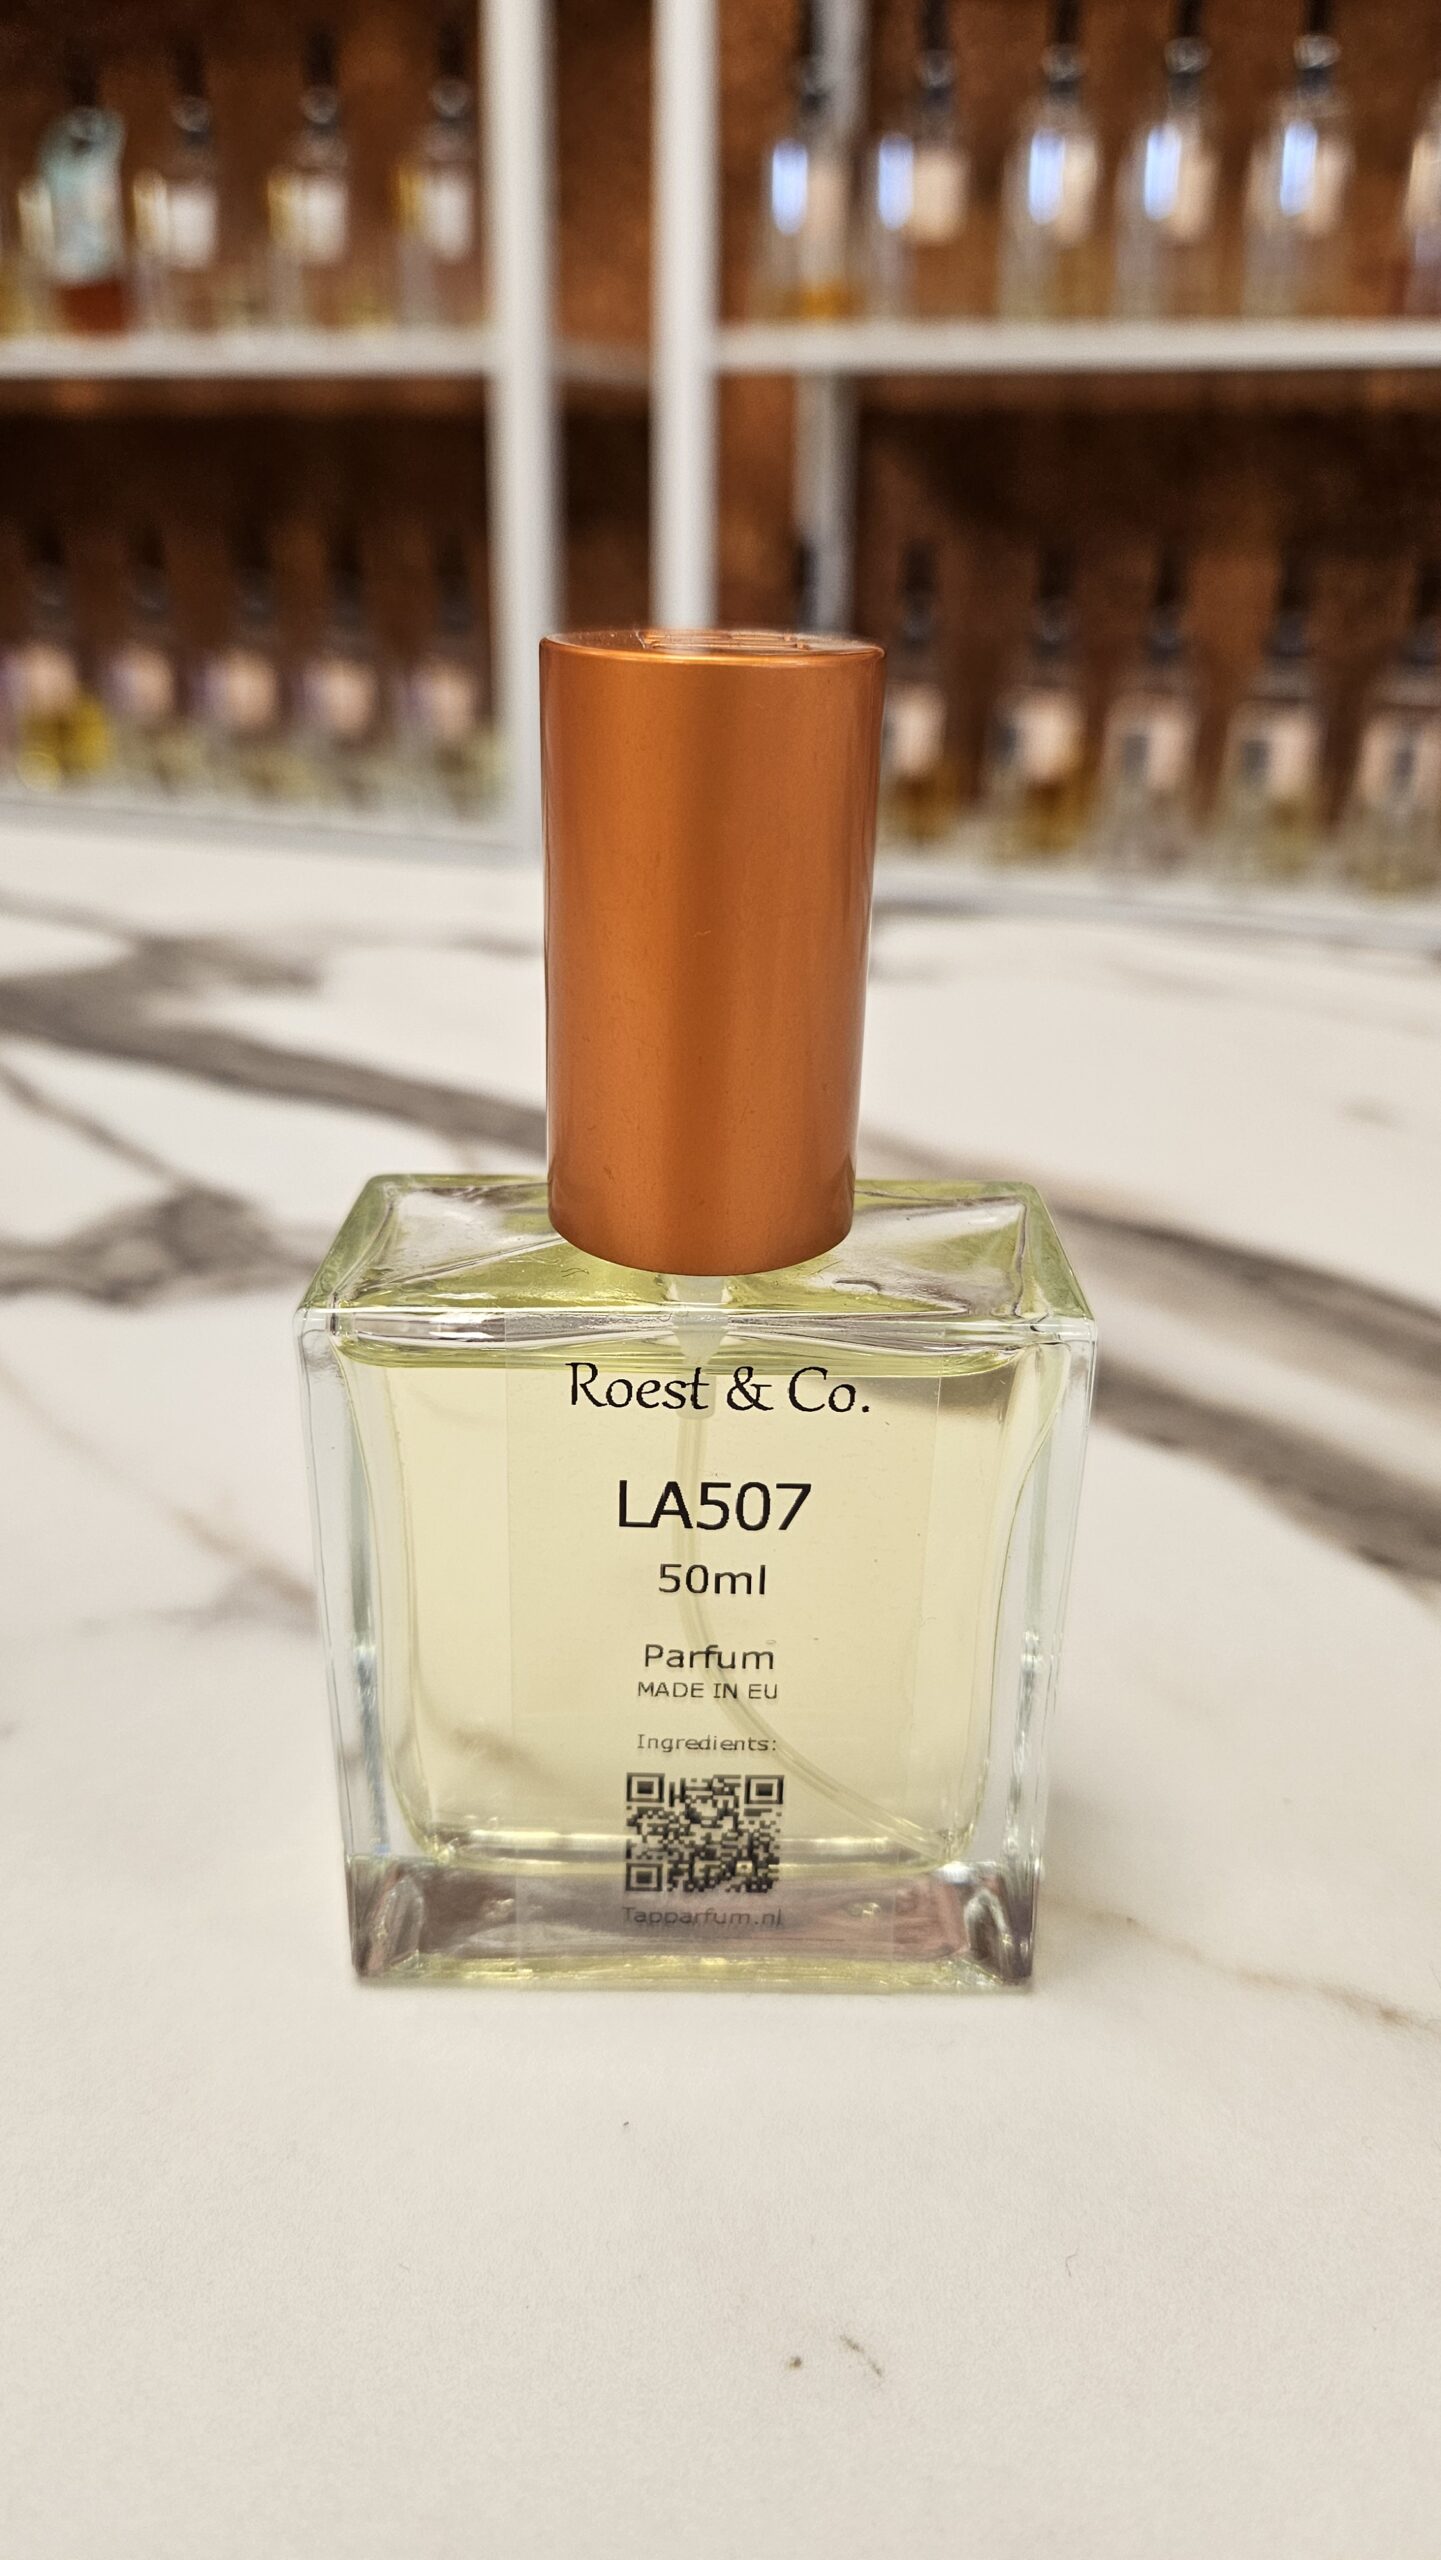 Roest & Co.
LA507
50ml
Parfum
MADE IN EU
Ingredients:
Tapparfum.nl